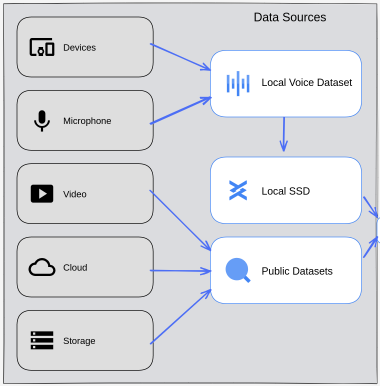 Data Sources
Devices
Local Voice Dataset
Microphone
Video
Local SSD
Cloud
Public Datasets
Storage